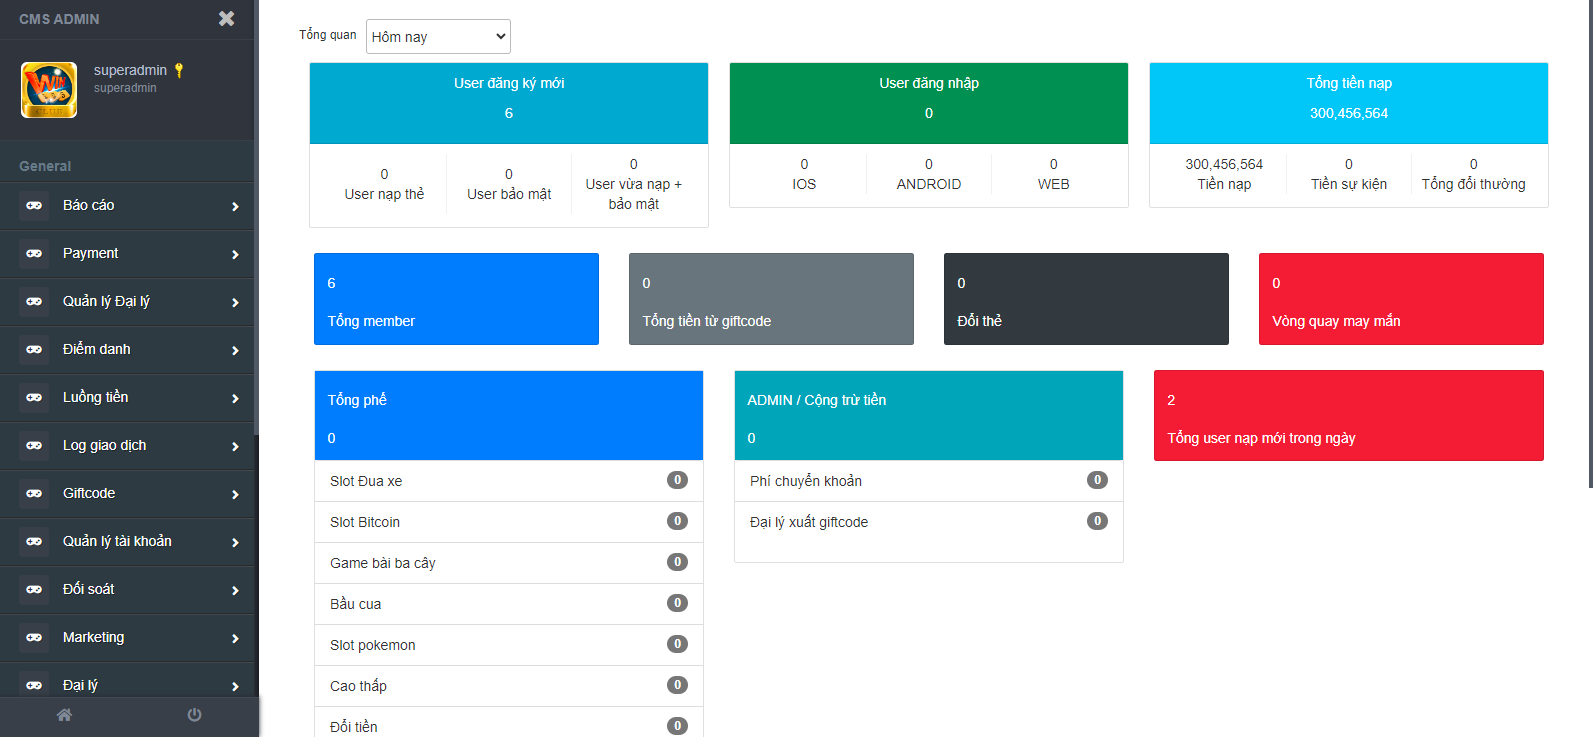 CMS ADMIN
superadmin
superadmin
General
Báo cáo
Payment
Quản lý Đại lý
Điểm danh
Luồng tiền
Log giao dịch
Giftcode
Quản lý tài khoản
Đối soát
Marketing
Đại lý
Tổng quan
Hôm nay
User đăng ký mới
6
0
User nạp thẻ
0
User bảo mật
0
User vừa nạp +
bảo mật
User đăng nhập
0
0
IOS
0
ANDROID
0
WEB
Tổng tiền nạp
300,456,564
300,456,564
Tiền nạp
0
Tiền sự kiện
0
Tổng đổi thưởng
6
Tổng member
0
Tổng tiền từ giftcode
0
Đổi thẻ
0
Vòng quay may mắn
Tổng phế
0
Slot Đua xe 0
Slot Bitcoin 0
Game bài ba cây 0
Bầu cua 0
Slot pokemon 0
Cao thấp 0
Đổi tiền 0
ADMIN / Cộng trừ tiền
0
Phí chuyển khoản 0
Đại lý xuất giftcode 0
2
Tổng user nạp mới trong ngày
WIN